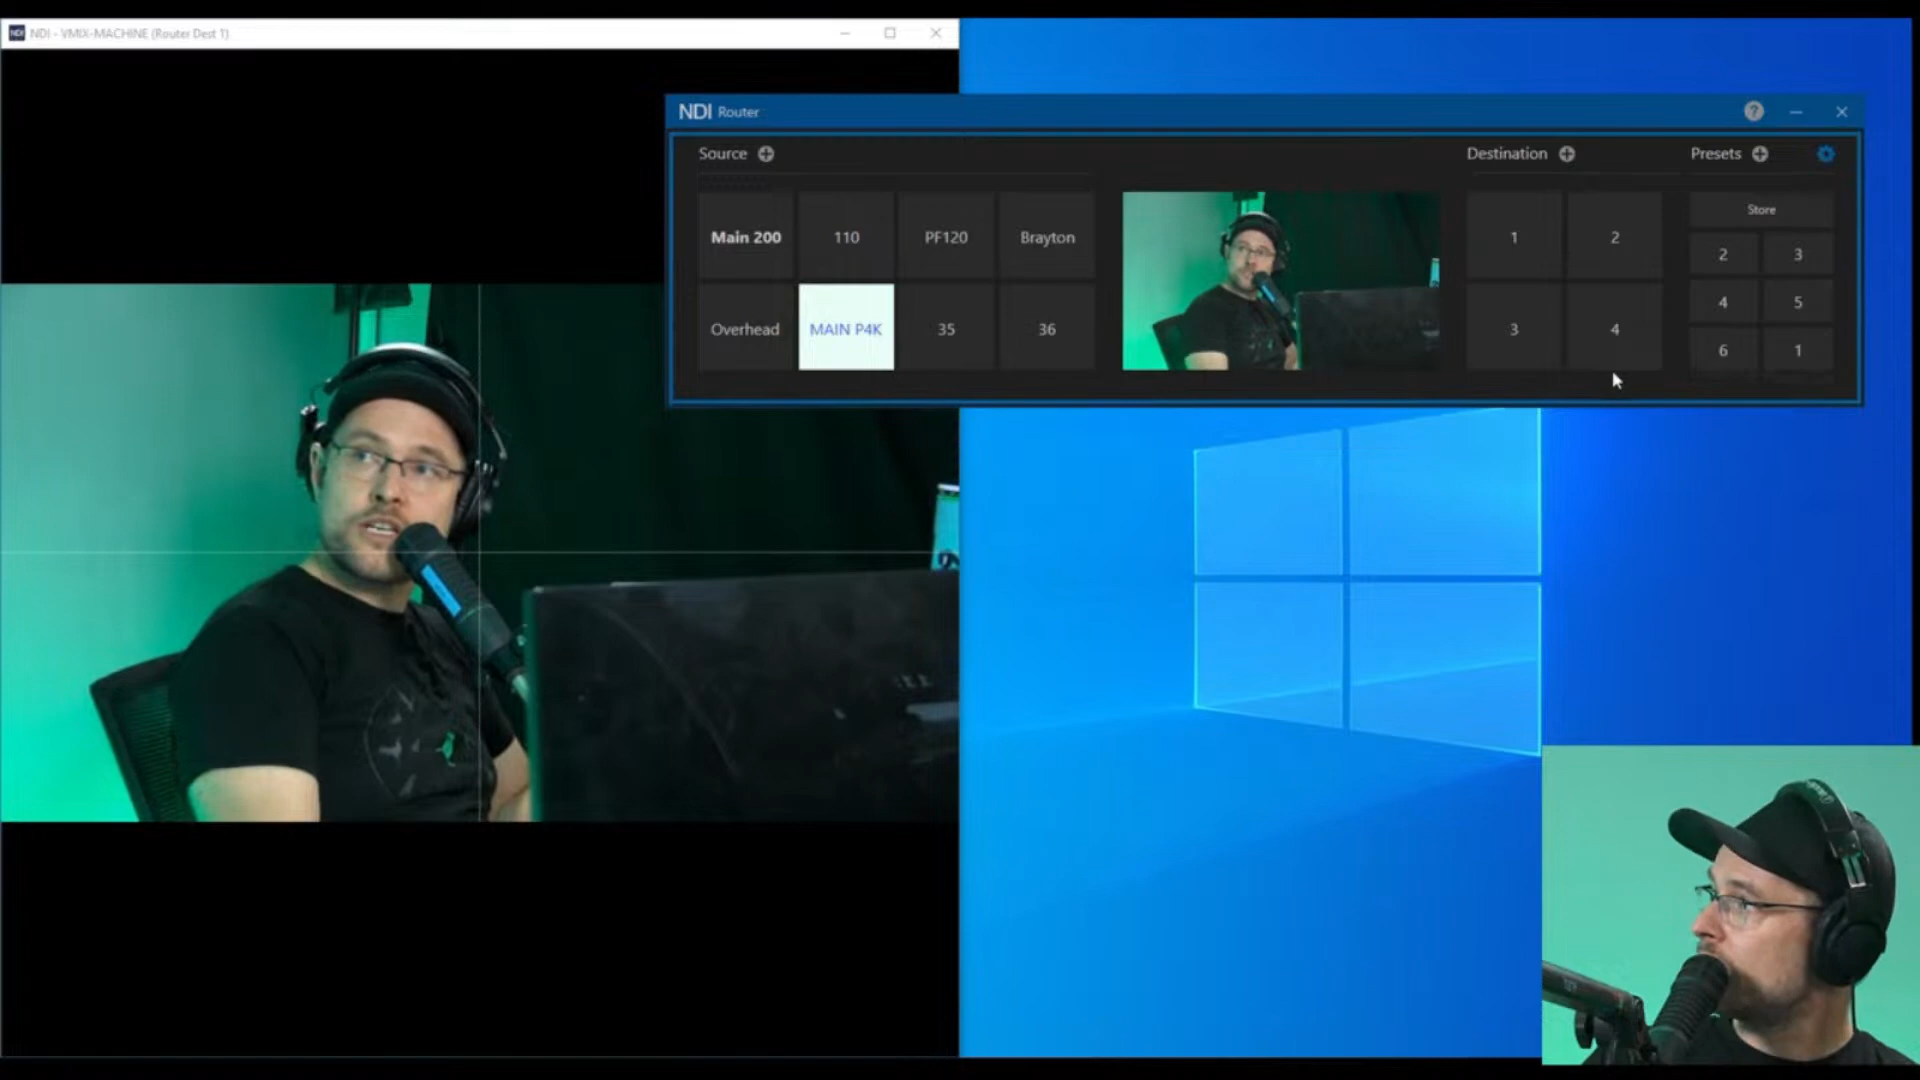 NDI NDI - VMIX-MACHINE (Router Dest 1)
NDI Router
?
Source
Destination
Presets
Main 200
110
PF120
Brayton
Overhead
MAIN P4K
35
36
1
2
3
4
Store
2
3
4
5
6
1